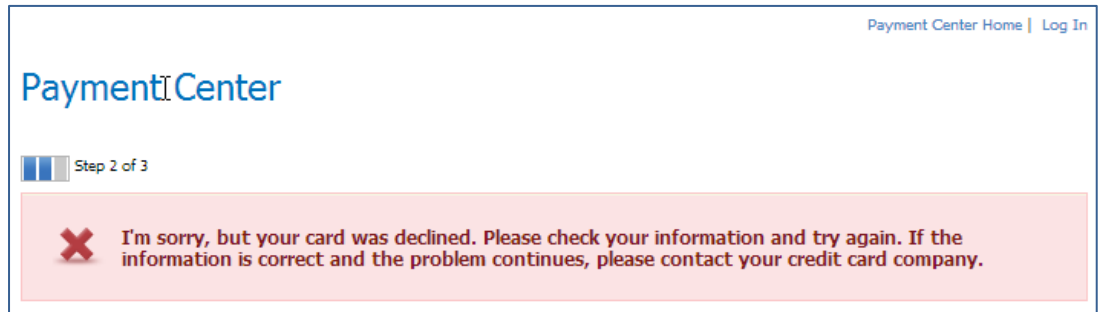 Payment Center Home | Log In
Payment Center
Step 2 of 3
I'm sorry, but your card was declined. Please check your information and try again. If the
information is correct and the problem continues, please contact your credit card company.